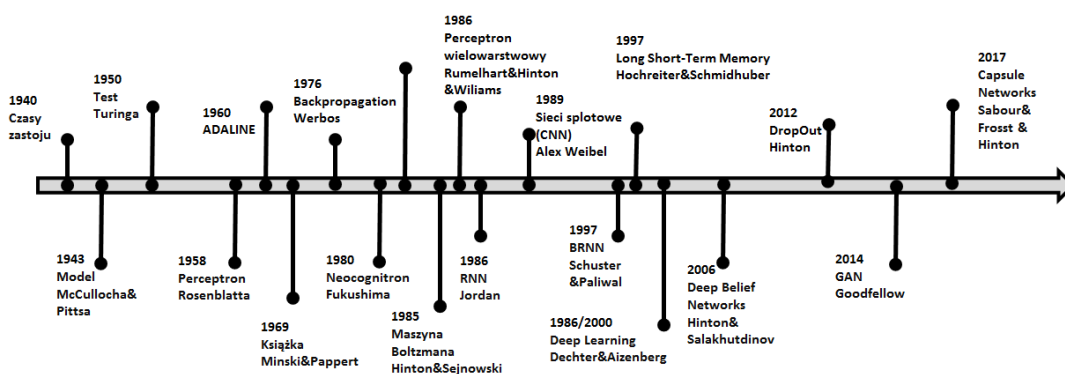 1940
Czasy
zastoju
1943
Model
McCullocha&
Pittsa
1950
Test
Turinga
1958
Perceptron
Rosenblatta
1960
ADALINE
1969
Książka
Minski&Pappert
1976
Backpropagation
Werbos
1980
Neocognitron
Fukushima
1985
Maszyna
Boltzmana
Hinton&Sejnowski
1986
Perceptron
wielowarstwowy
Rumelhart&Hinton
&Wiliams
1986
RNN
Jordan
1989
Sieci splotowe
(CNN)
Alex Weibel
1997
BRNN
Schuster
&Paliwal
1997
Long Short-Term Memory
Hochreiter&Schmidhuber
1986/2000
Deep Learning
Dechter&Aizenberg
2006
Deep Belief
Networks
Hinton&
Salakhutdinov
2012
DropOut
Hinton
2014
GAN
Goodfellow
2017
Capsule
Networks
Sabour&
Frosst &
Hinton